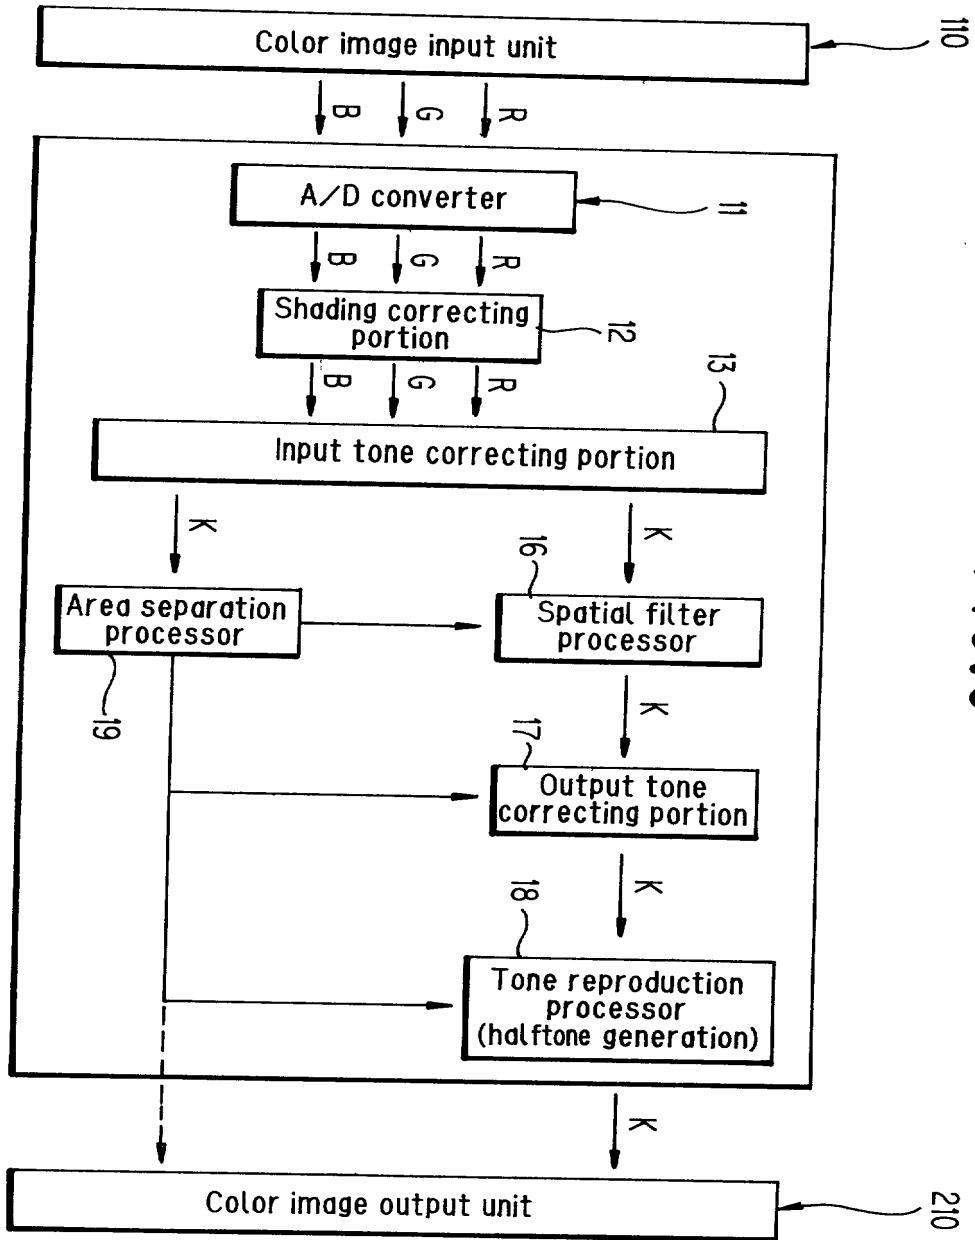 110
Color image input unit
B
G
R
A/D converter
11
B
G
R
Shading correcting
portion
12
B
G
R
13
Input tone correcting portion
K
K
16
Area separation
processor
Spatial filter
processor
19
K
17
Output tone
correcting portion
K
18
Tone reproduction
processor
(halftone generation)
K
Color image output unit
210